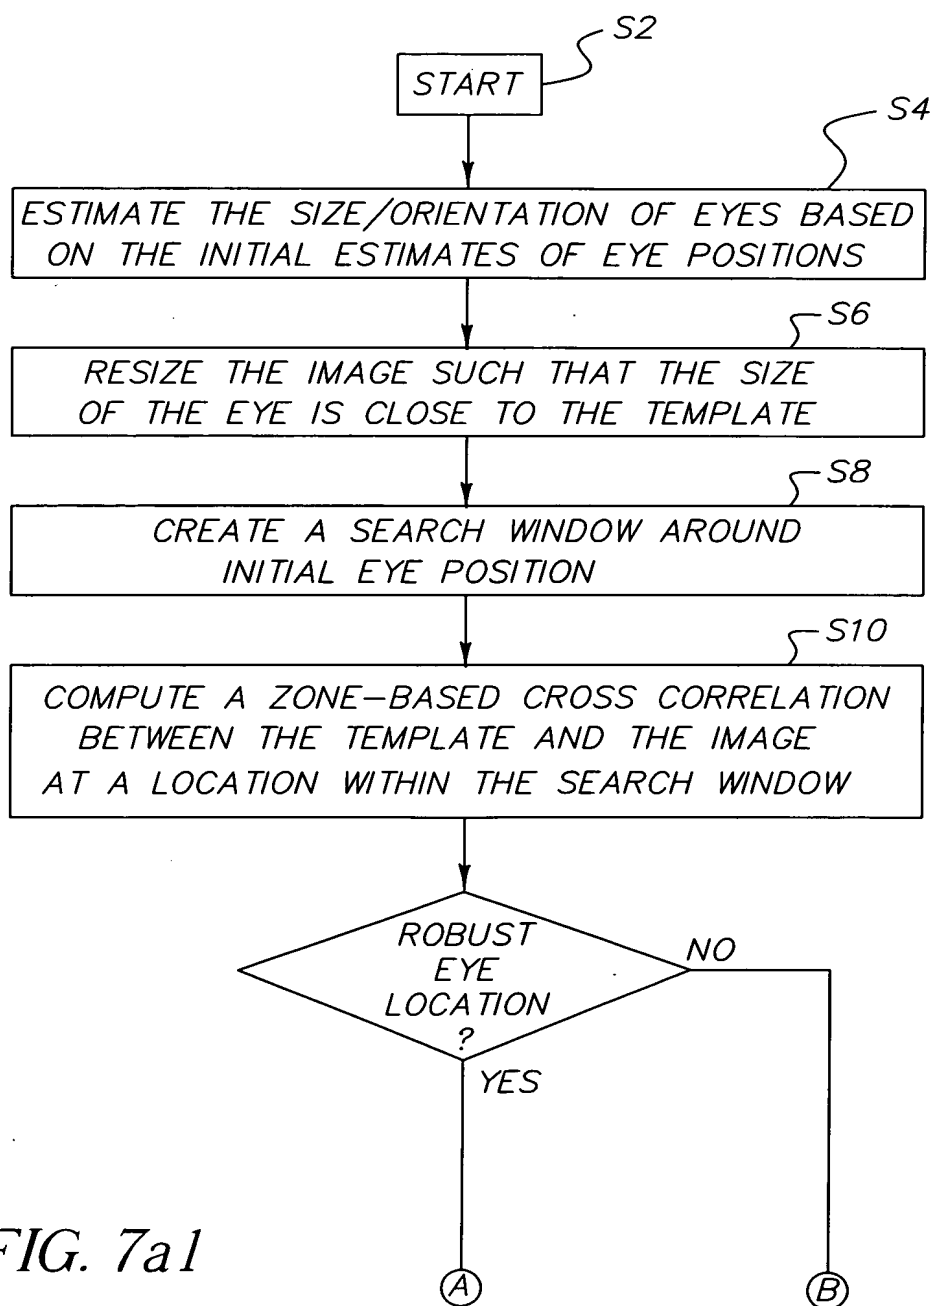 S2
START
S4
ESTIMATE THE SIZE/ORIENTATION OF EYES BASED
ON THE INITIAL ESTIMATES OF EYE POSITIONS
S6
RESIZE THE IMAGE SUCH THAT THE SIZE
OF THE EYE IS CLOSE TO THE TEMPLATE
S8
CREATE A SEARCH WINDOW AROUND
INITIAL EYE POSITION
S10
COMPUTE A ZONE-BASED CROSS CORRELATION
BETWEEN THE TEMPLATE AND THE IMAGE
AT A LOCATION WITHIN THE SEARCH WINDOW
ROBUST
EYE
LOCATION
?
NO
YES
FIG. 7a1
A
B